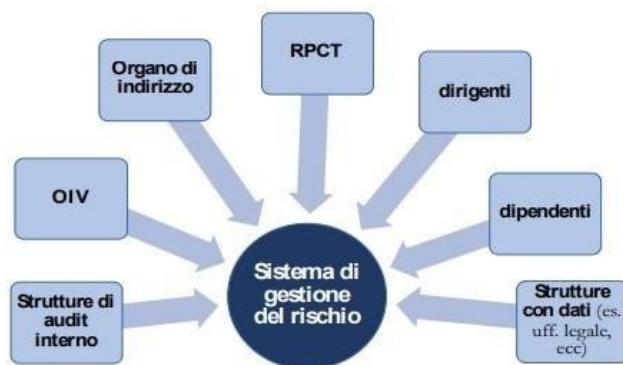 RPCT
Organo di
indirizzo
dirigenti
OIV
dipendenti
Sistema di
gestione
del rischio
Strutture di
audit
interno
Strutture
con dati (es.
uff. legale,
ecc)